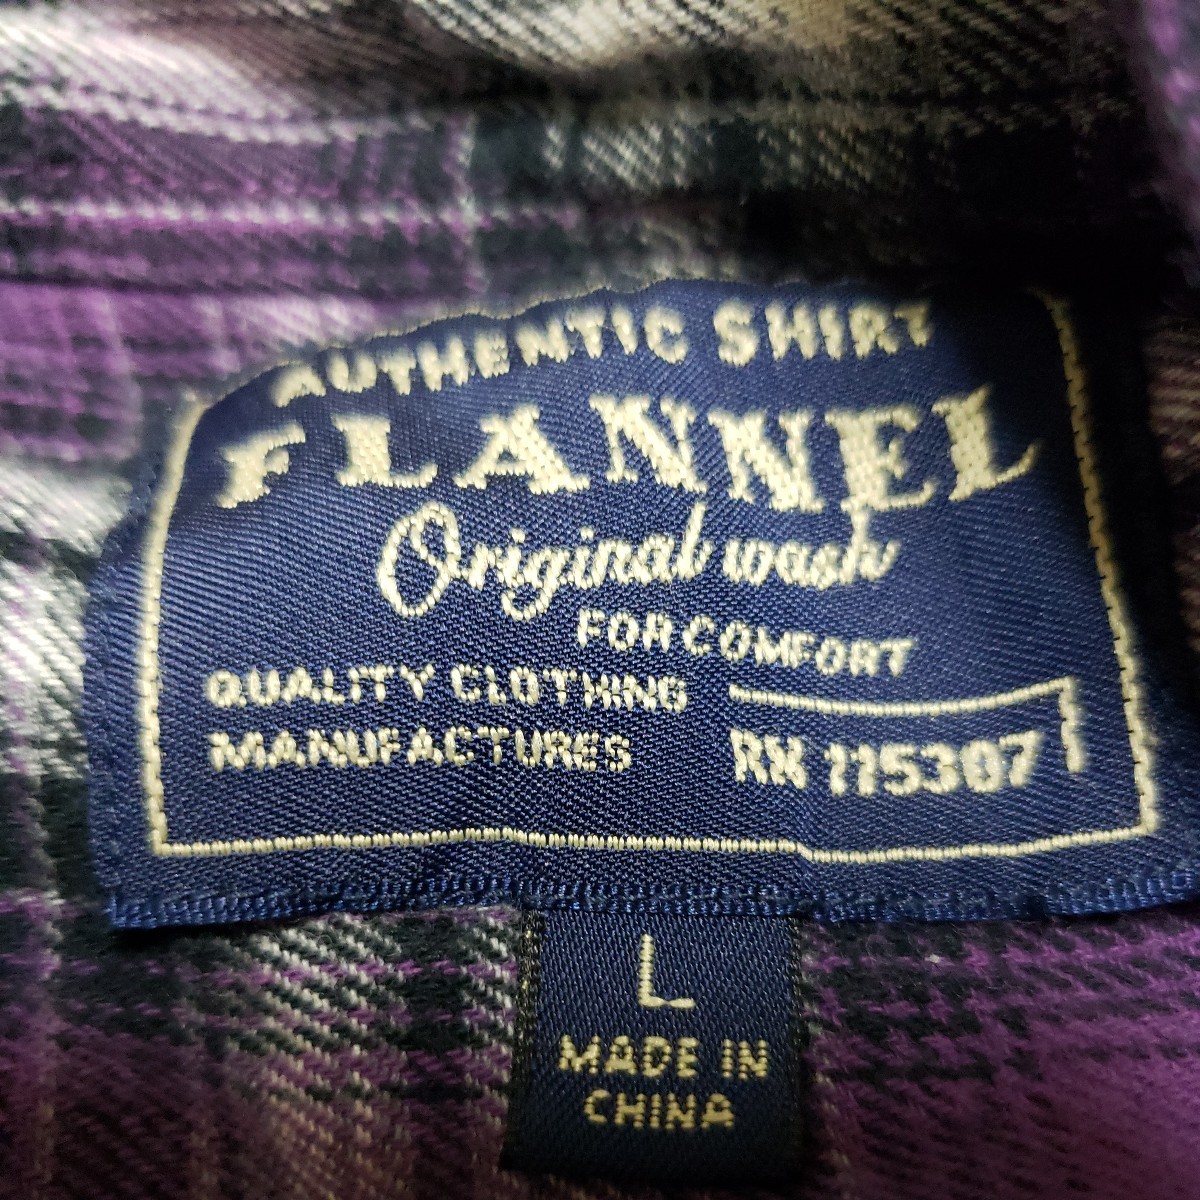 AUTHENTIC SHIRT
FLANNEL
Original wash
FOR COMFORT
QUALITY CLOTHING
MANUFACTURES
RN 115307
L
MADE IN
CHINA